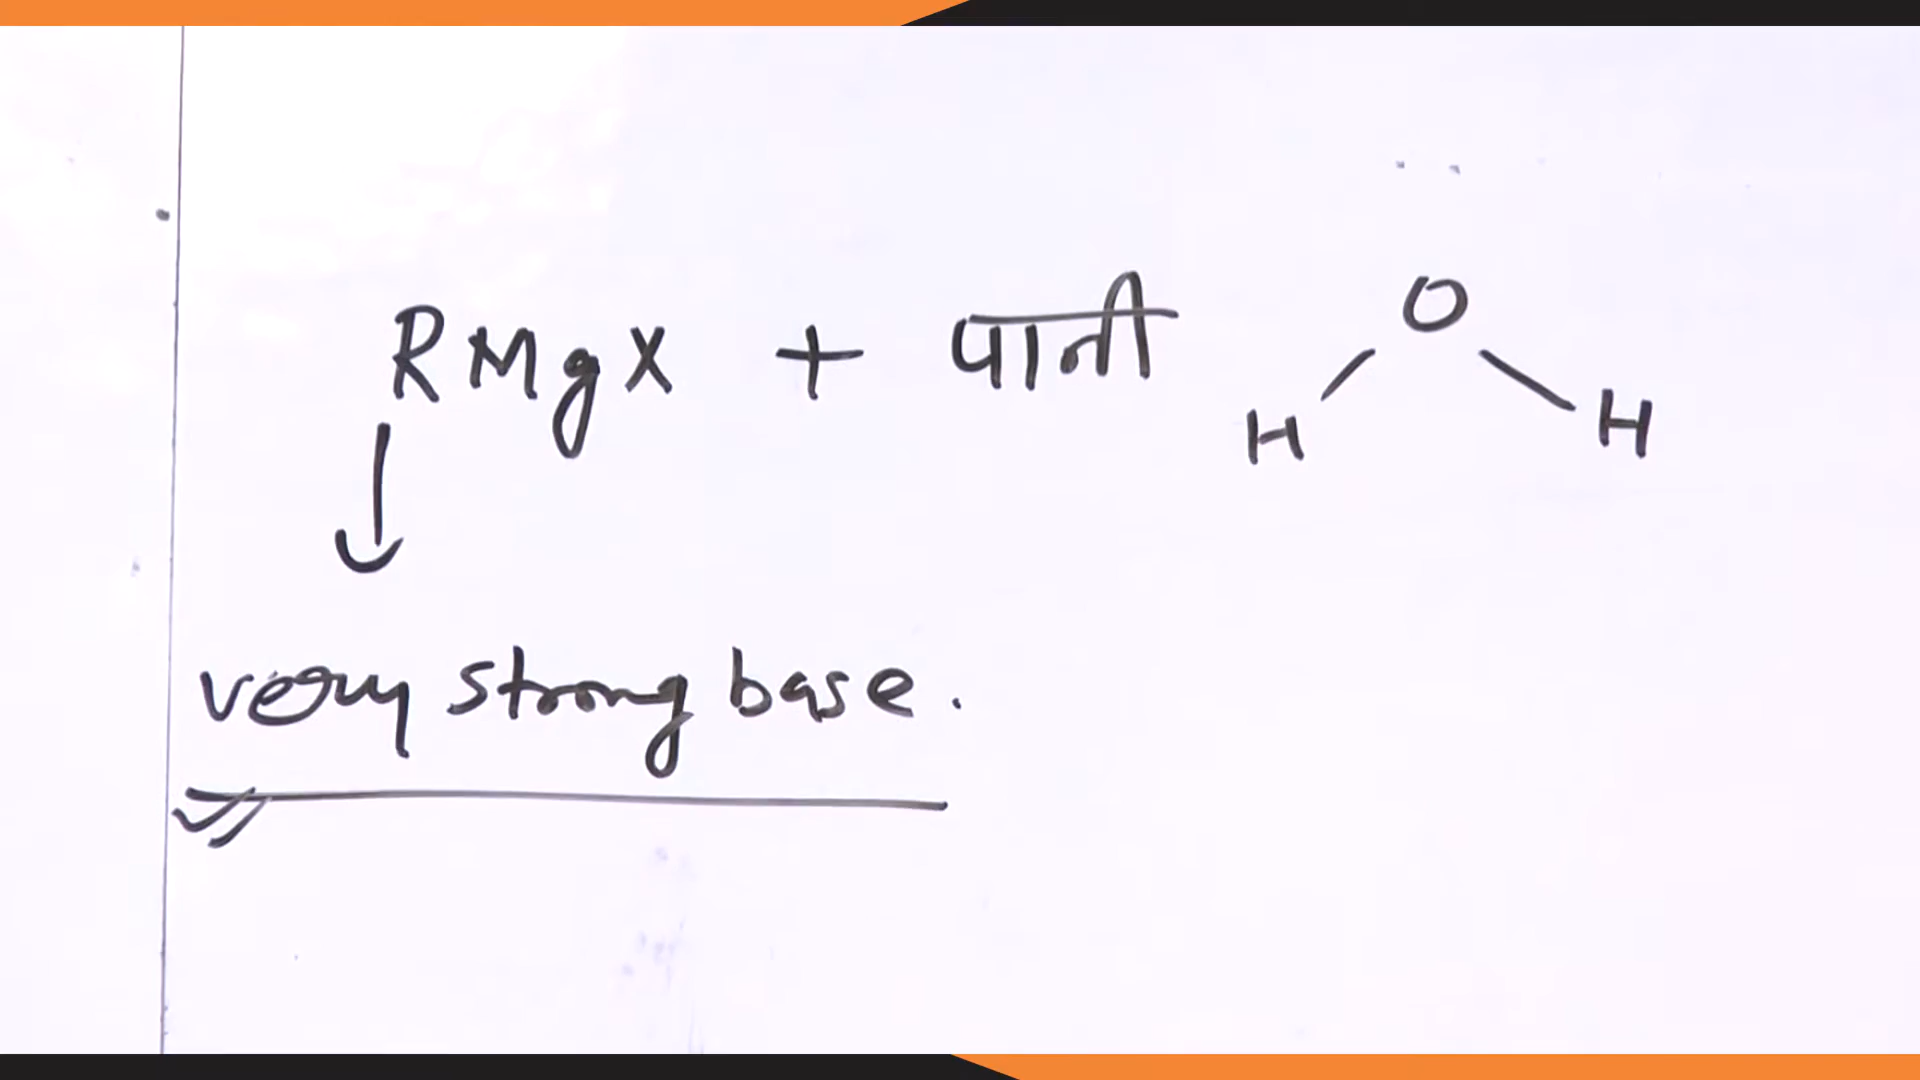 RMgX + पानी H O H
very strong base.